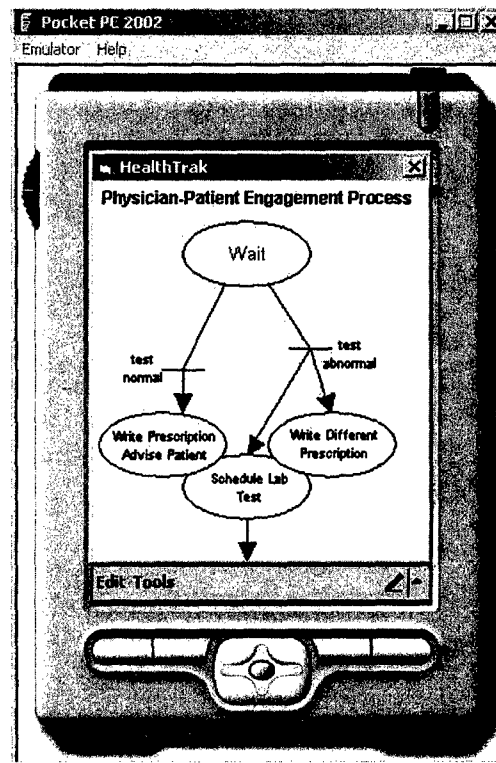 Pocket PC 2002
Emulator Help
HealthTrak
Physician-Patient Engagement Process
Wait
test
normal
test
abnormal
Write Prescription
Advise Patient
Write Different
Prescription
Schedule Lab
Test
Edit Tools